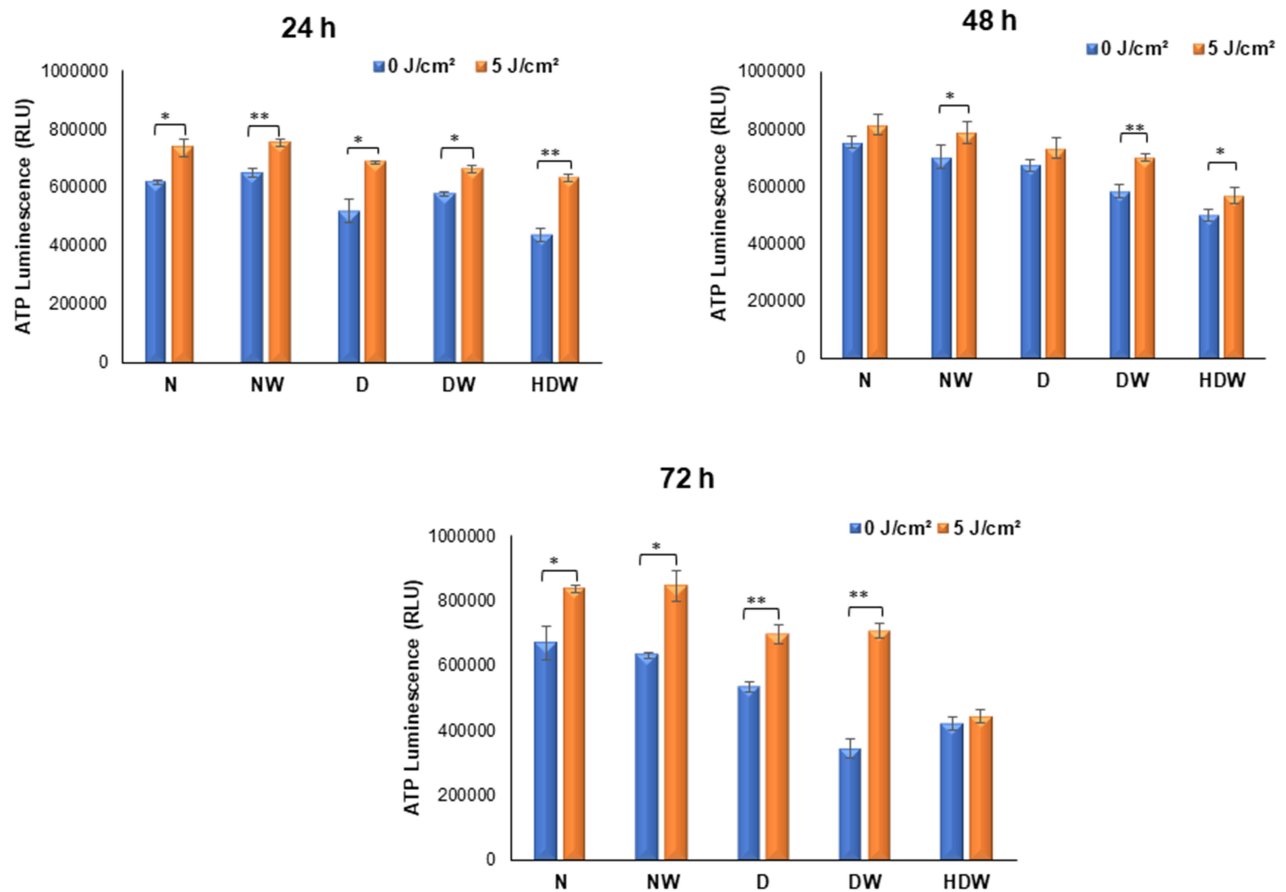 24 h
0 J/cm² 5 J/cm²
ATP Luminescence (RLU)
1000000
800000
600000
400000
200000
0
* ** * * **
N NW D DW HDW
48 h
0 J/cm² 5 J/cm²
ATP Luminescence (RLU)
1000000
800000
600000
400000
200000
0
* ** *
N NW D DW HDW
72 h
0 J/cm² 5 J/cm²
ATP Luminescence (RLU)
1000000
800000
600000
400000
200000
0
* * ** **
N NW D DW HDW